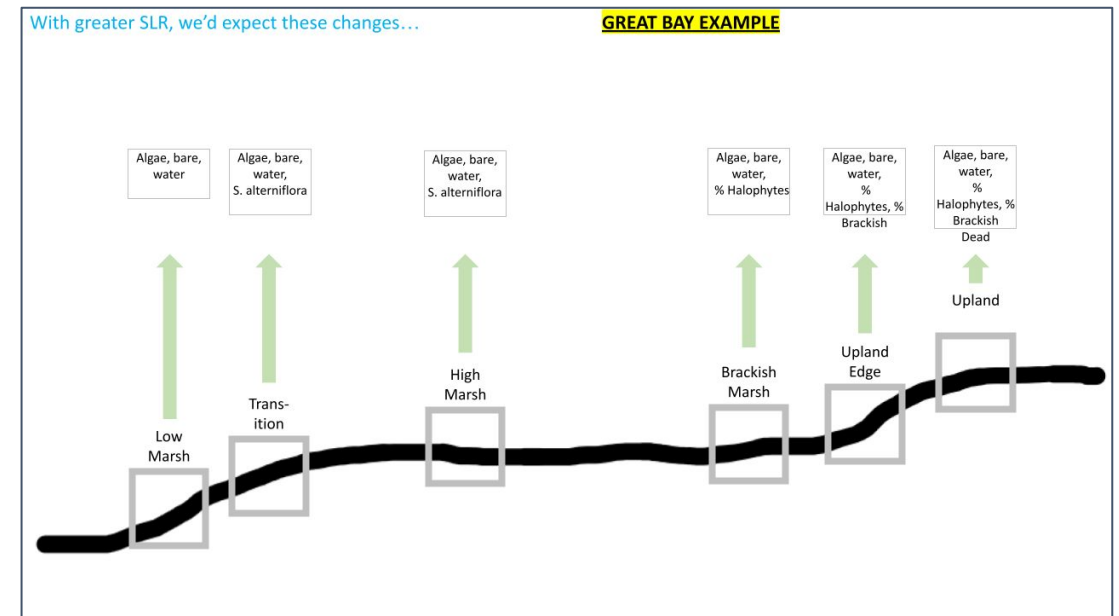 With greater SLR, we'd expect these changes…
GREAT BAY EXAMPLE
Algae, bare,
water
Algae, bare,
water,
S. alterniflora
Algae, bare,
water,
S. alterniflora
Algae, bare,
water,
% Halophytes
Algae, bare,
water,
%
Halophytes, %
Brackish
Algae, bare,
water,
%
Halophytes, %
Brackish
Dead
Low
Marsh
Trans-
ition
High
Marsh
Brackish
Marsh
Upland
Edge
Upland